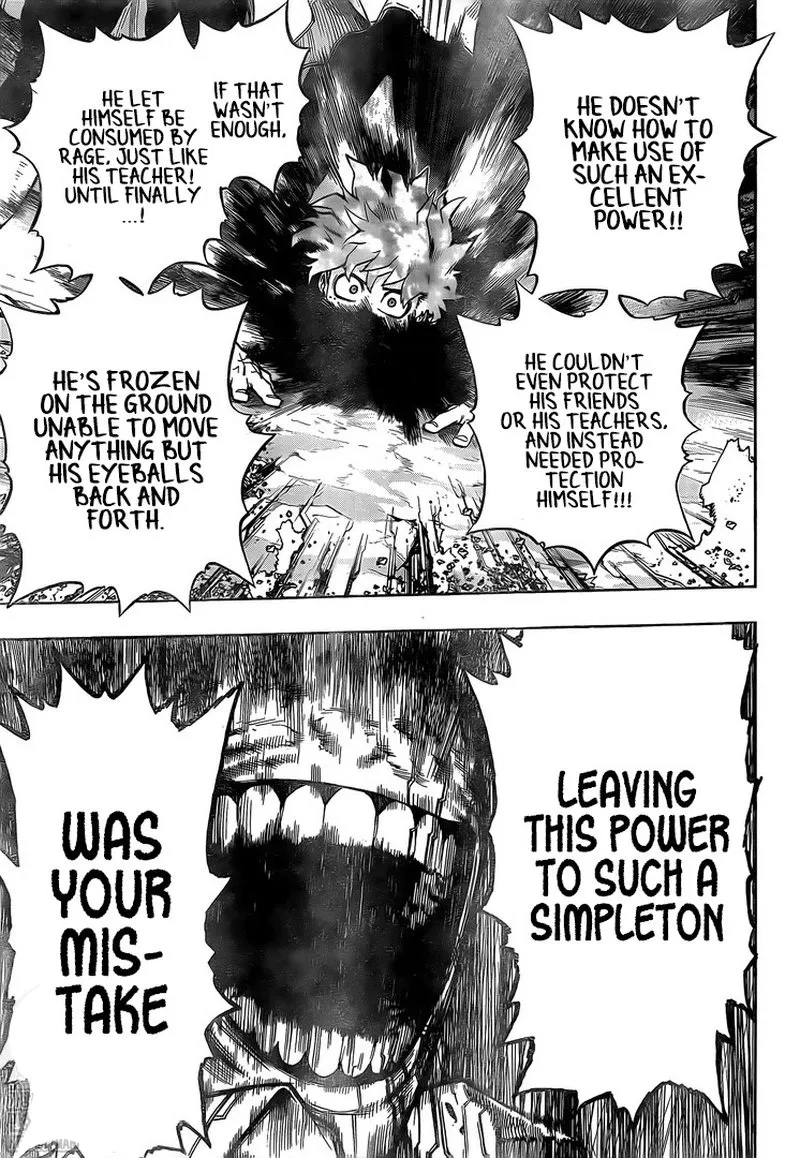 HE DOESN'T
KNOW HOW TO
MAKE USE OF
SUCH AN EX-
CELLENT
POWER!!
HE COULDN'T
EVEN PROTECT
HIS FRIENDS
OR HIS TEACHERS,
AND INSTEAD
NEEDED PRO-
TECTION
HIMSELF!!!
IF THAT
WASN'T
ENOUGH,
HE LET
HIMSELF BE
CONSUMED BY
RAGE, JUST LIKE
HIS TEACHER!
UNTIL FINALLY
...!
HE'S FROZEN
ON THE GROUND
UNABLE TO MOVE
ANYTHING BUT
HIS EYEBALLS
BACK AND
FORTH.
LEAVING
THIS POWER
TO SUCH A
SIMPLETON
WAS
YOUR
MIS-
TAKE